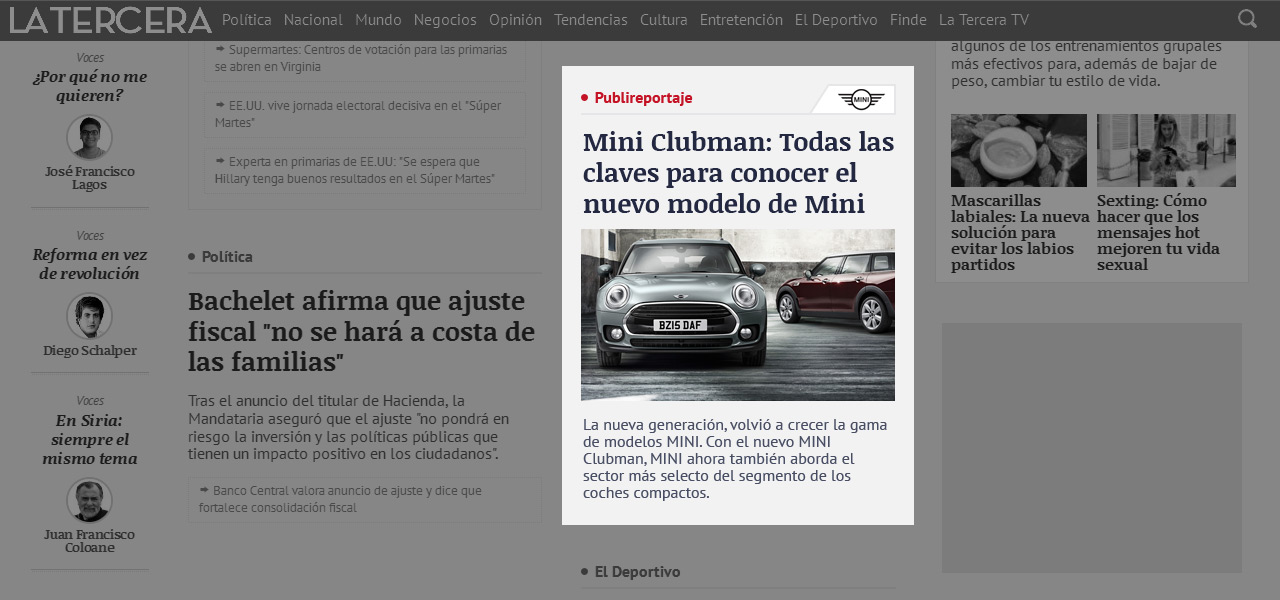 LATERCERA
Política Nacional Mundo Negocios Opinión Tendencias Cultura Entretención El Deportivo Finde La Tercera TV
Voces
¿Por qué no me
quieren?
José Francisco
Lagos
Voces
Reforma en vez
de revolución
Diego Schalper
Voces
En Siria:
siempre el
mismo tema
Juan Francisco
Coloane
Supermartes: Centros de votación para las primarias
se abren en Virginia
EE.UU. vive jornada electoral decisiva en el "Súper
Martes"
Experta en primarias de EE.UU: "Se espera que
Hillary tenga buenos resultados en el Súper Martes"
Política
Bachelet afirma que ajuste
fiscal "no se hará a costa de
las familias"
Tras el anuncio del titular de Hacienda, la
Mandataria aseguró que el ajuste "no pondrá en
riesgo la inversión y las políticas públicas que
tienen un impacto positivo en los ciudadanos".
Banco Central valora anuncio de ajuste y dice que
fortalece consolidación fiscal
Publireportaje
MINI
Mini Clubman: Todas las
claves para conocer el
nuevo modelo de Mini
BZ15 DAF
La nueva generación, volvió a crecer la gama
de modelos MINI. Con el nuevo MINI
Clubman, MINI ahora también aborda el
sector más selecto del segmento de los
coches compactos.
El Deportivo
algunos de los entrenamientos grupales
más efectivos para, además de bajar de
peso, cambiar tu estilo de vida.
Mascarillas
labiales: La nueva
solución para
evitar los labios
partidos
Sexting: Cómo
hacer que los
mensajes hot
mejoren tu vida
sexual